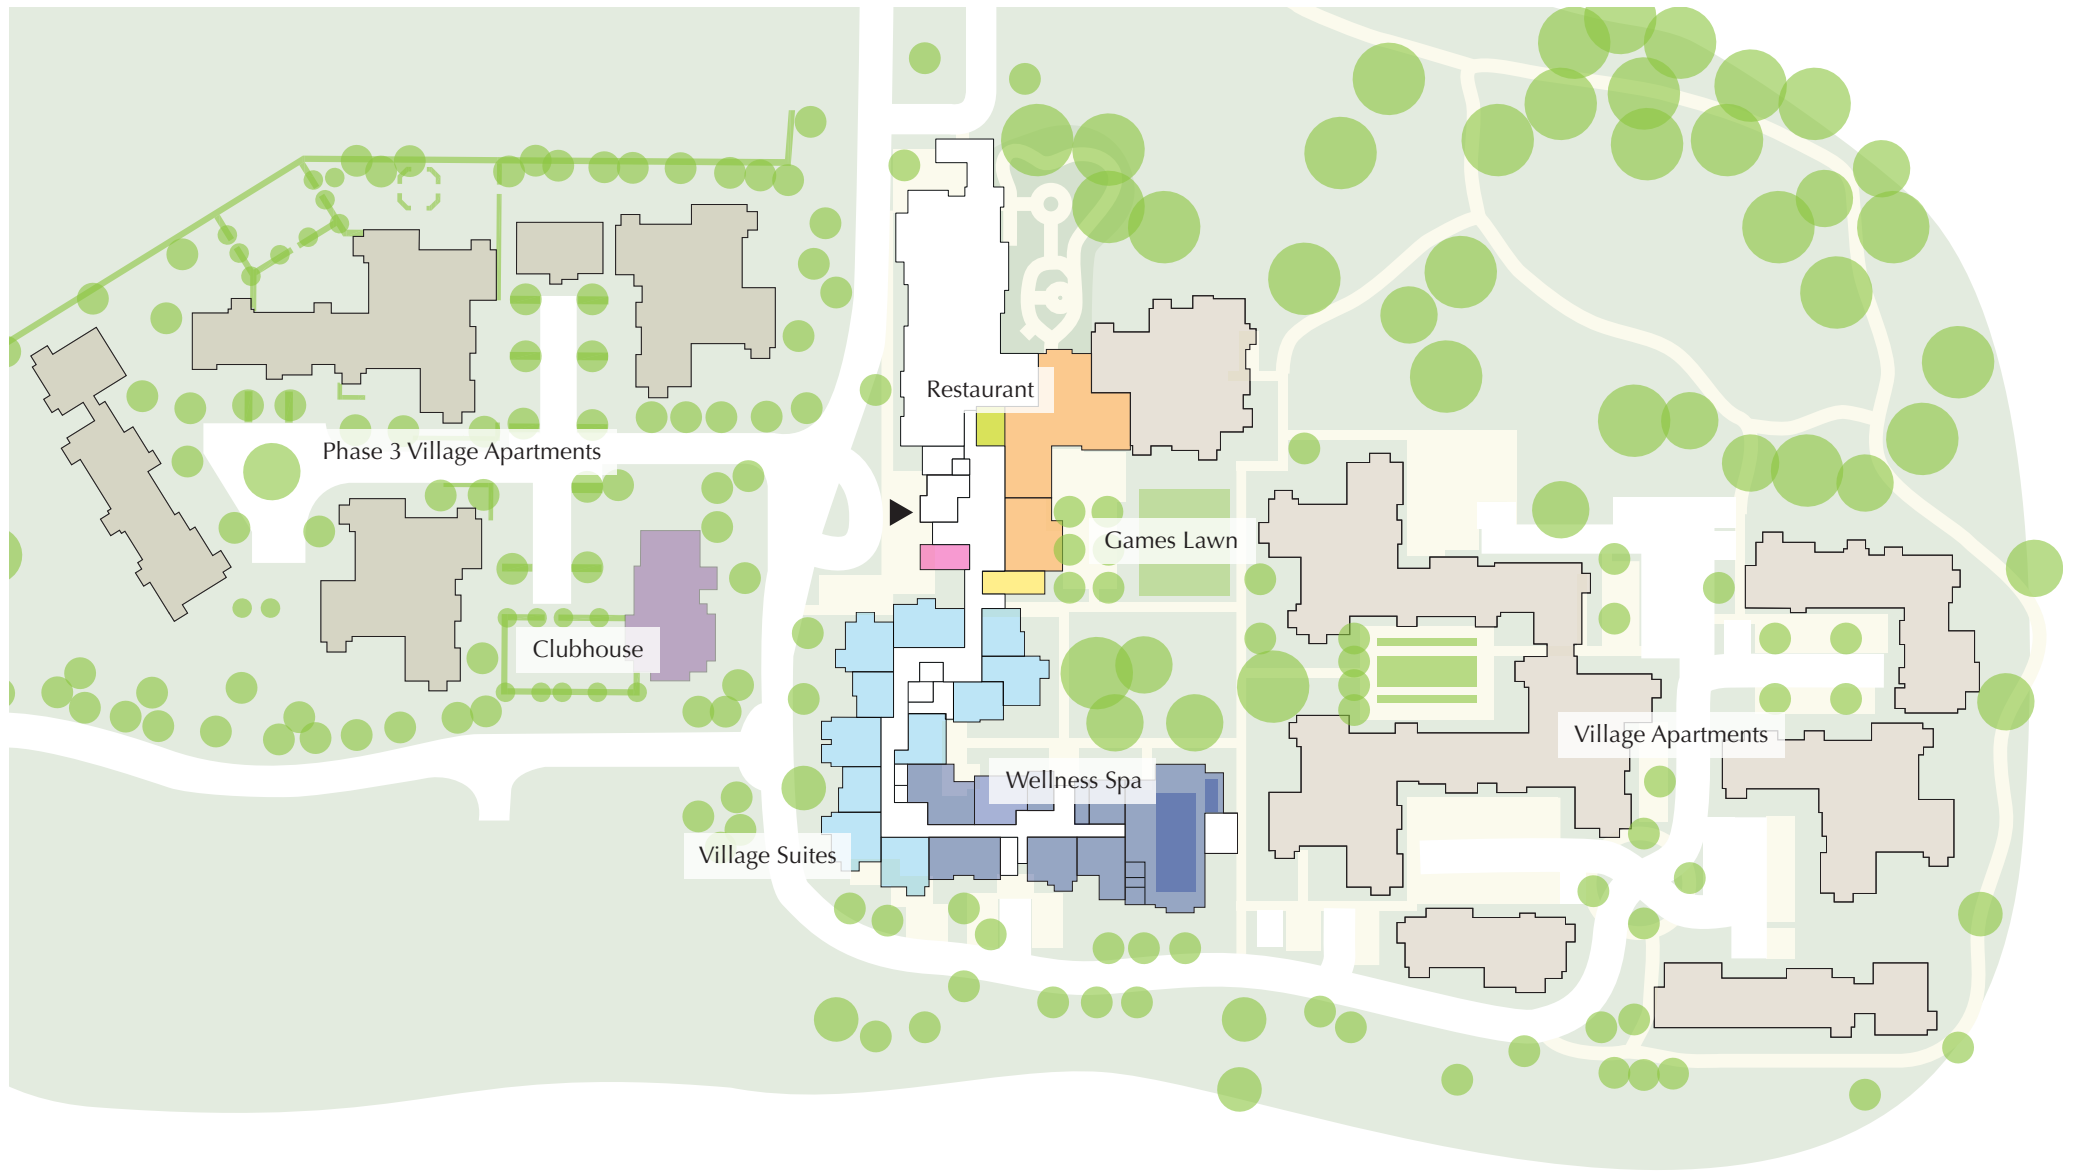 Restaurant
Phase 3 Village Apartments
Games Lawn
Clubhouse
Village Apartments
Wellness Spa
Village Suites